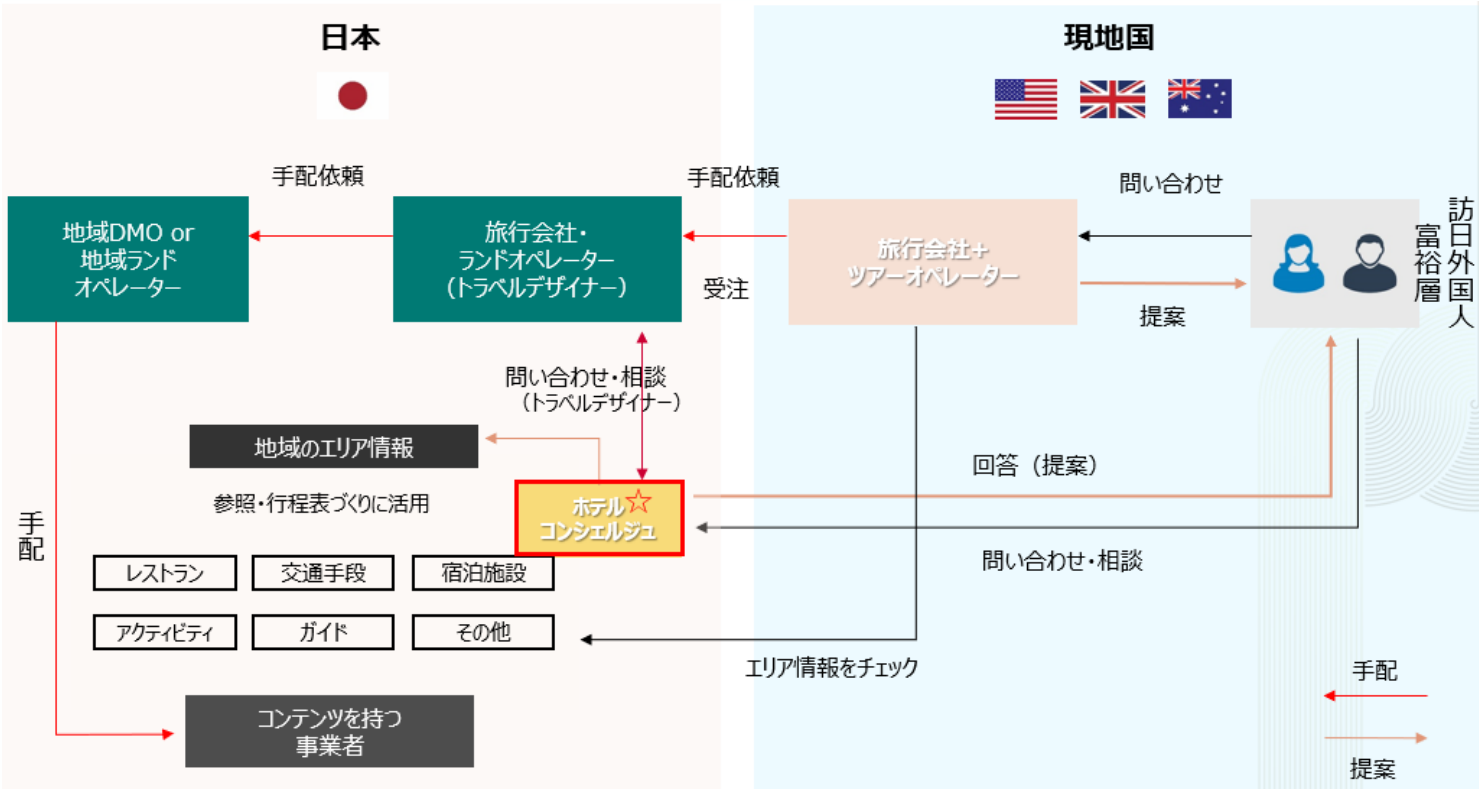 日本
現地国
手配依頼
手配依頼
問い合わせ
地域DMO or
地域ランド
オペレーター
旅行会社・
ランドオペレーター
（トラベルデザイナー）
受注
旅行会社＋
ツアーオペレーター
提案
訪日外国人
富裕層
問い合わせ・相談
（トラベルデザイナー）
地域のエリア情報
参照・行程表づくりに活用
ホテル☆
コンシェルジュ
回答（提案）
問い合わせ・相談
手配
レストラン
交通手段
宿泊施設
アクティビティ
ガイド
その他
エリア情報をチェック
コンテンツを持つ
事業者
手配
提案